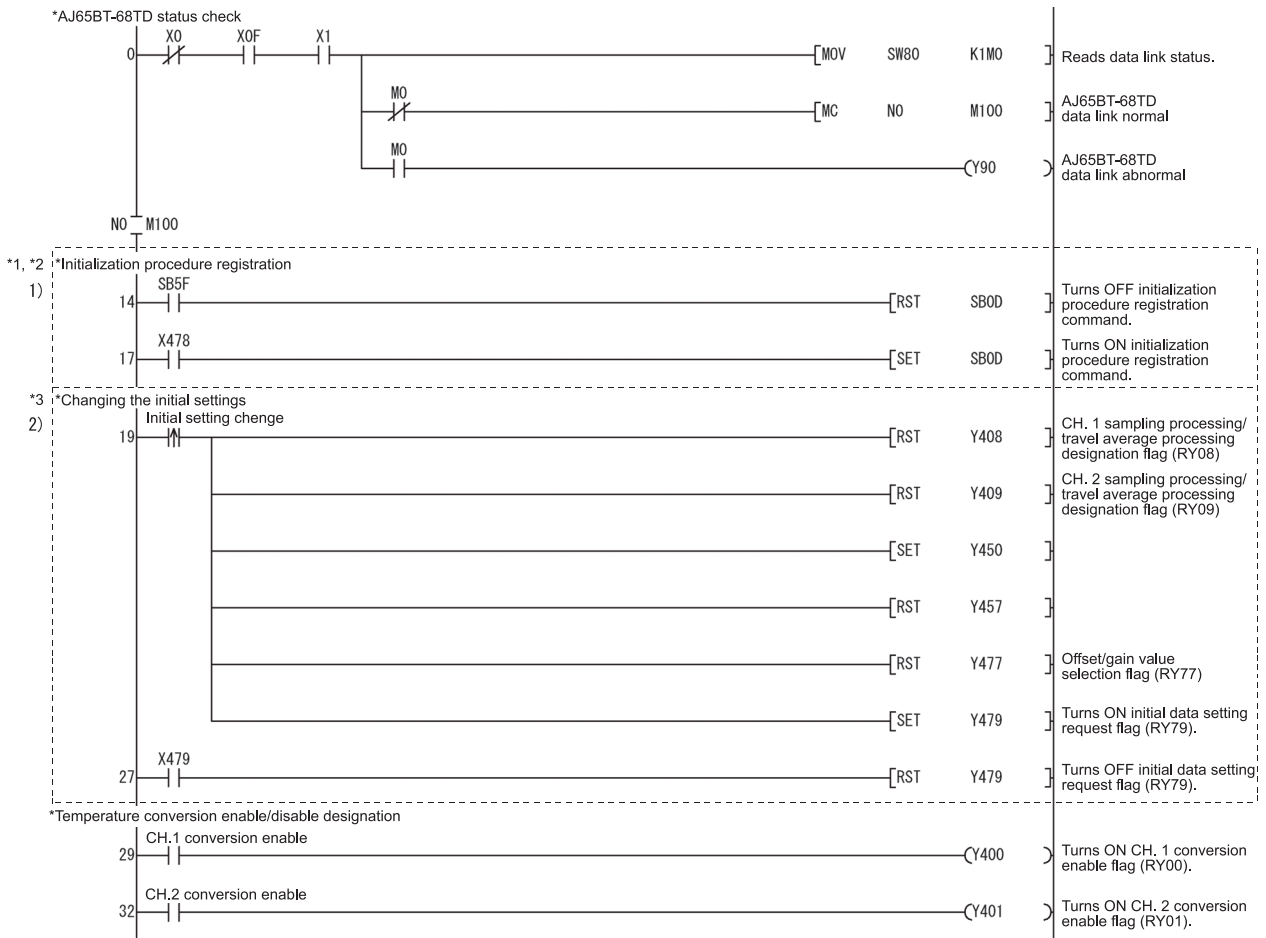 *AJ65BT-68TD status check
X0 X0F X1
0 [MOV SW80 K1M0 ] Reads data link status.
M0
[MC N0 M100 ] AJ65BT-68TD
data link normal
M0
(Y90 ) AJ65BT-68TD
data link abnormal
N0 M100
*1, *2 *Initialization procedure registration
1) SB5F
14 [RST SB0D ] Turns OFF initialization
procedure registration
command.
X478
17 [SET SB0D ] Turns ON initialization
procedure registration
command.
*3 *Changing the initial settings
2) Initial setting chenge
19 [RST Y408 ] CH. 1 sampling processing/
travel average processing
designation flag (RY08)
[RST Y409 ] CH. 2 sampling processing/
travel average processing
designation flag (RY09)
[SET Y450 ]
[RST Y457 ]
[RST Y477 ] Offset/gain value
selection flag (RY77)
[SET Y479 ] Turns ON initial data setting
request flag (RY79).
X479
27 [RST Y479 ] Turns OFF initial data setting
request flag (RY79).
*Temperature conversion enable/disable designation
CH.1 conversion enable
29 (Y400 ) Turns ON CH. 1 conversion
enable flag (RY00).
CH.2 conversion enable
32 (Y401 ) Turns ON CH. 2 conversion
enable flag (RY01).